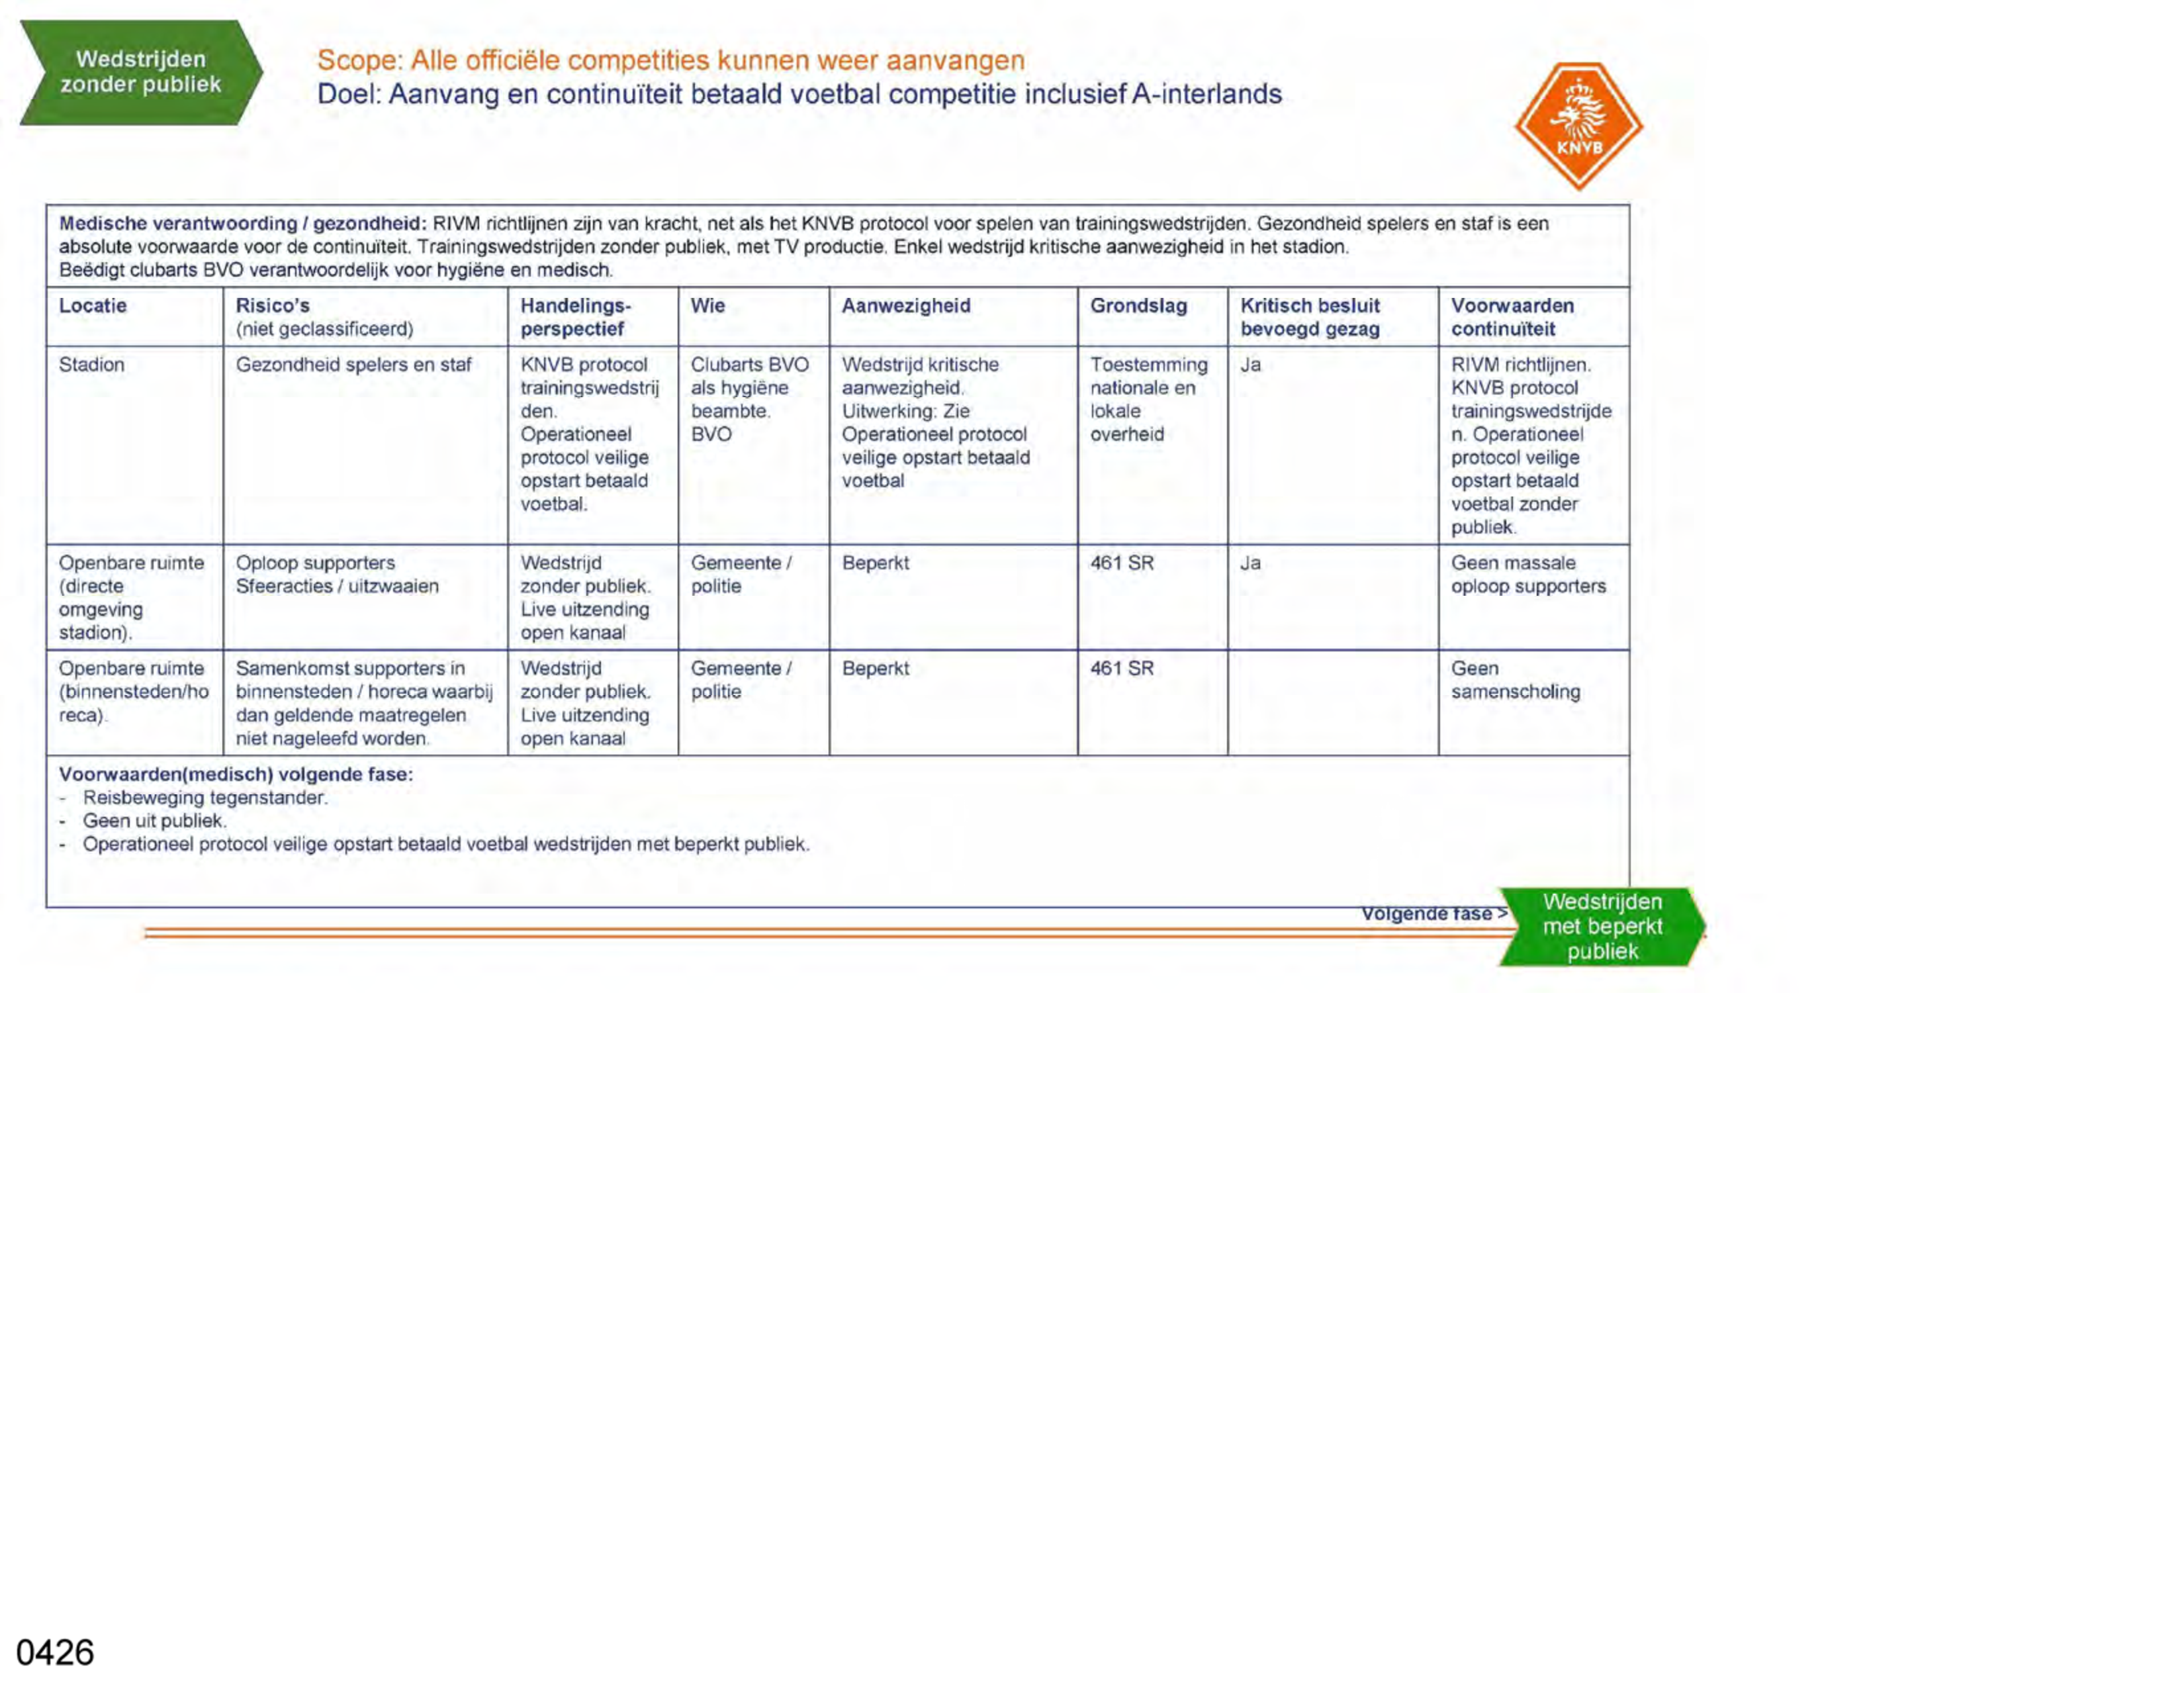 Wedstrijden
zonder publiek
Scope: Alle officiële competities kunnen weer aanvangen
Doel: Aanvang en continuïteit betaald voetbal competitie inclusief A-interlands
KNVB
Medische verantwoording / gezondheid: RIVM richtlijnen zijn van kracht, net als het KNVB protocol voor spelen van trainingswedstrijden. Gezondheid spelers en staf is een
absolute voorwaarde voor de continuïteit. Trainingswedstrijden zonder publiek, met TV productie. Enkel wedstrijd kritische aanwezigheid in het stadion.
Beëdigt clubarts BVO verantwoordelijk voor hygiëne en medisch.
Locatie
Risico's
(niet geclassificeerd)
Handelings-
perspectief
Wie
Aanwezigheid
Grondslag
Kritisch besluit
bevoegd gezag
Voorwaarden
continuïteit
Stadion
Gezondheid spelers en staf
KNVB protocol
trainingswedstrij
den.
Operationeel
protocol veilige
opstart betaald
voetbal.
Clubarts BVO
als hygiëne
beambte.
BVO
Wedstrijd kritische
aanwezigheid.
Uitwerking: Zie
Operationeel protocol
veilige opstart betaald
voetbal
Toestemming
nationale en
lokale
overheid
Ja
RIVM richtlijnen.
KNVB protocol
trainingswedstrijde
n. Operationeel
protocol veilige
opstart betaald
voetbal zonder
publiek.
Openbare ruimte
(directe
omgeving
stadion).
Oploop supporters
Sfeeracties / uitzwaaien
Wedstrijd
zonder publiek.
Live uitzending
open kanaal
Gemeente /
politie
Beperkt
461 SR
Ja
Geen massale
oploop supporters
Openbare ruimte
(binnensteden/ho
reca).
Samenkomst supporters in
binnensteden / horeca waarbij
dan geldende maatregelen
niet nageleefd worden.
Wedstrijd
zonder publiek.
Live uitzending
open kanaal
Gemeente /
politie
Beperkt
461 SR
Geen
samenscholing
Voorwaarden(medisch) volgende fase:
- Reisbeweging tegenstander.
- Geen uit publiek.
- Operationeel protocol veilige opstart betaald voetbal wedstrijden met beperkt publiek.
Volgende fase >
Wedstrijden
met beperkt
publiek
0426